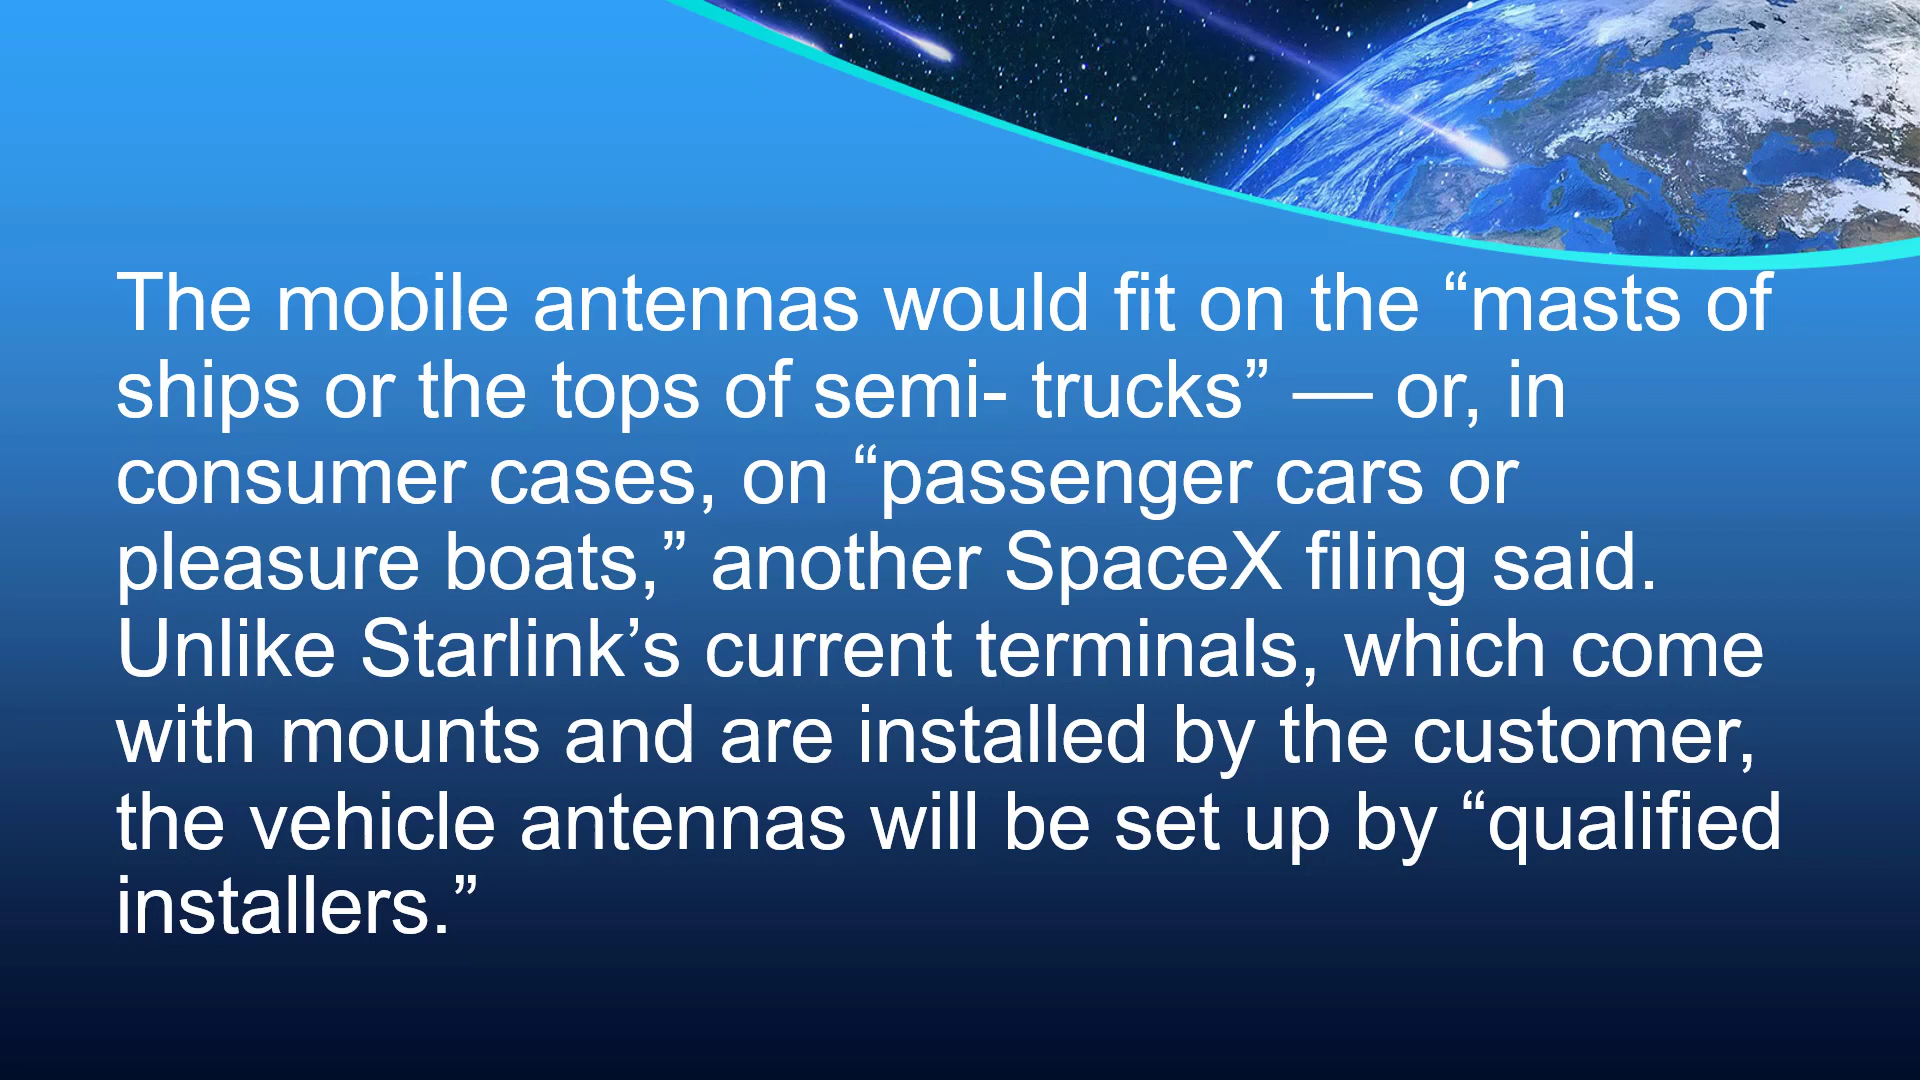 The mobile antennas would fit on the “masts of
ships or the tops of semi- trucks” — or, in
consumer cases, on “passenger cars or
pleasure boats,” another SpaceX filing said.
Unlike Starlink’s current terminals, which come
with mounts and are installed by the customer,
the vehicle antennas will be set up by “qualified
installers.”